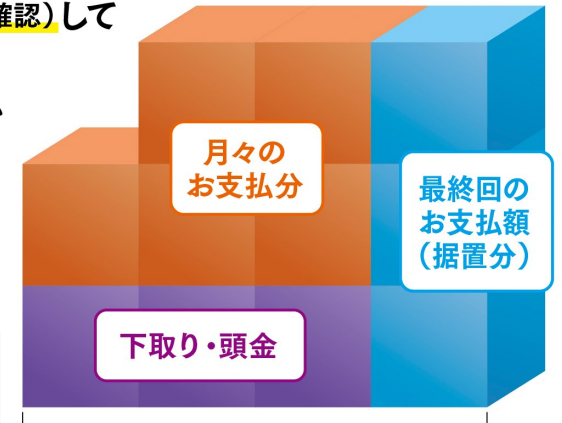 確認）して
月々の
お支払分
最終回の
お支払額
（据置分）
下取り・頭金